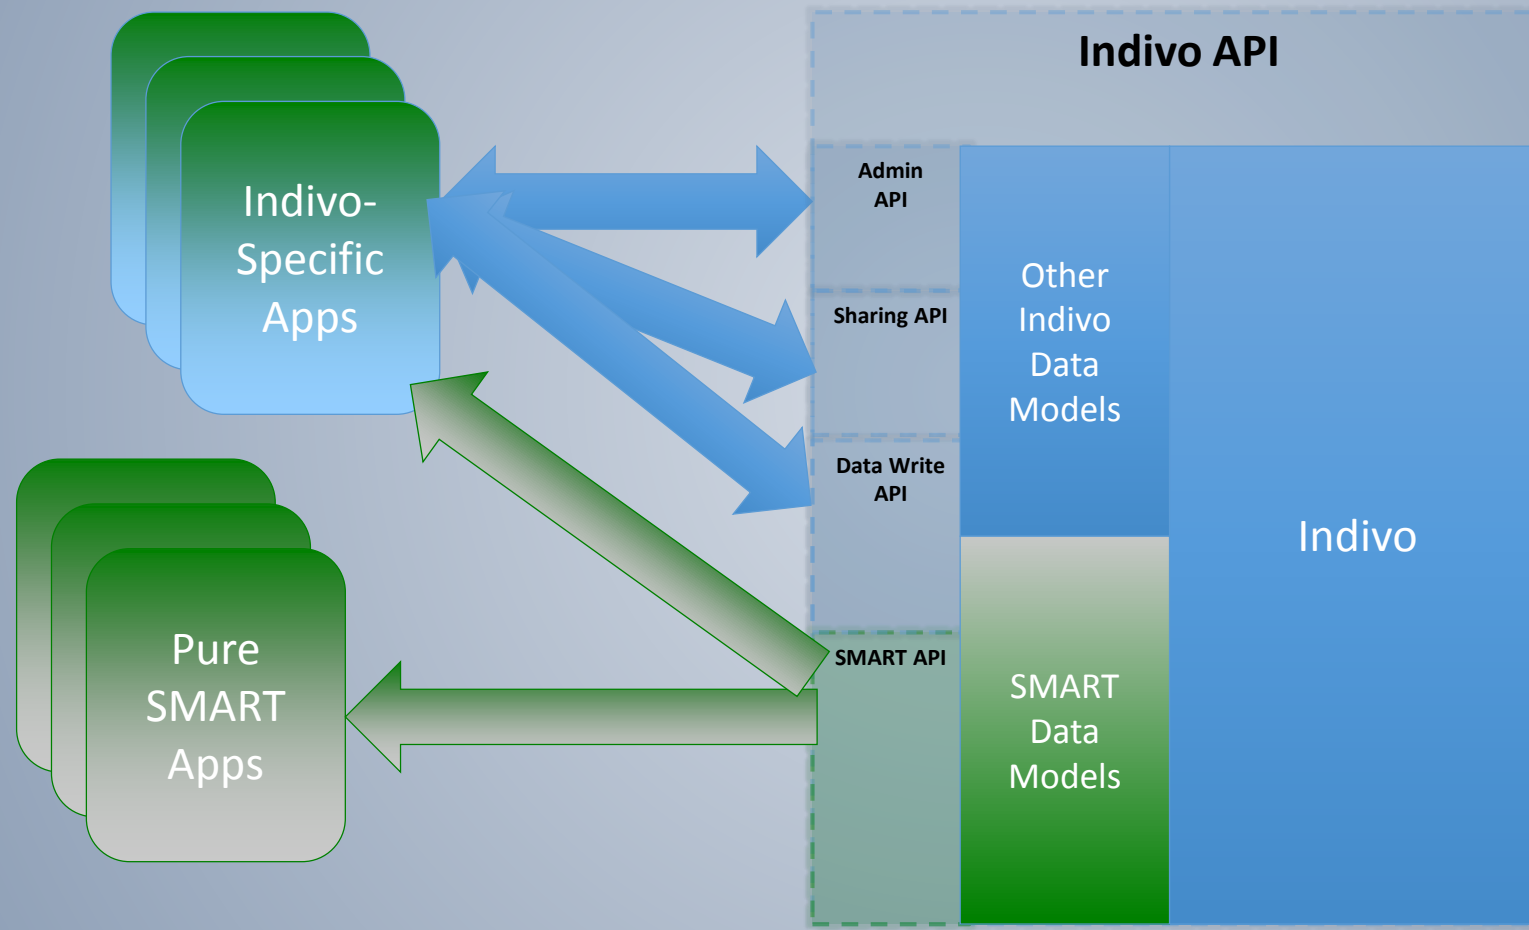 Indivo API
Indivo-
Specific
Apps
Admin
API
Sharing API
Data Write
API
SMART API
Other
Indivo
Data
Models
SMART
Data
Models
Indivo
Pure
SMART
Apps